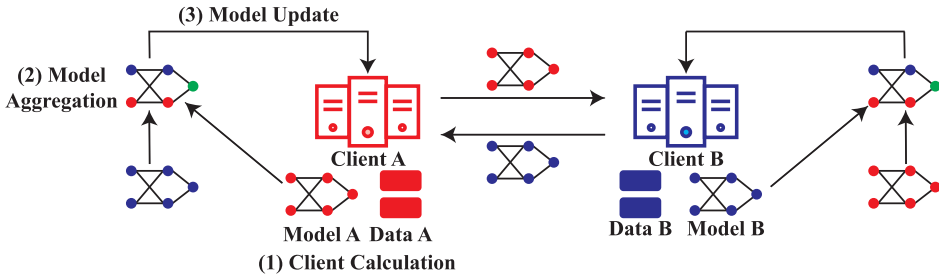 (3) Model Update
(2) Model
Aggregation
Client A
Client B
Model A
Data A
Data B
Model B
(1) Client Calculation